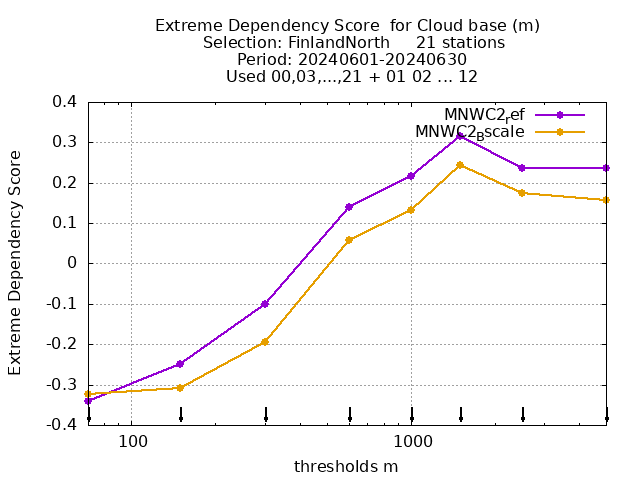 Extreme Dependency Score  for Cloud base (m)
Selection: FinlandNorth     21 stations
Period: 20240601-20240630
Used 00,03,...,21 + 01 02 ... 12
MNWC2ref
MNWC2Bscale
0.4
0.3
0.2
0.1
0
-0.1
-0.2
-0.3
-0.4
Extreme Dependency Score
100
1000
thresholds m